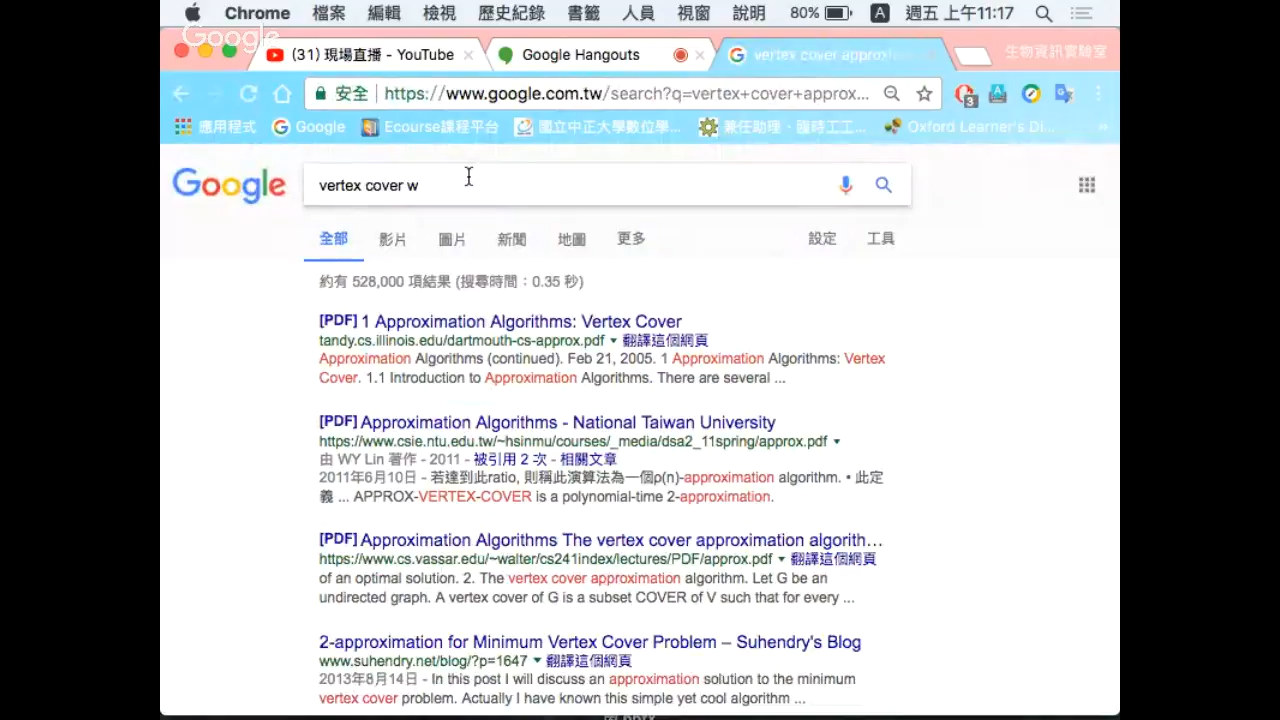 Chrome 檔案 編輯 檢視 歷史紀錄 書籤 人員 視窗 說明 80% A 週五 上午11:17
Google
(31) 現場直播 - YouTube
Google Hangouts
vertex cover approx
生物資訊實驗室
安全 https://www.google.com.tw/search?q=vertex+cover+approx...
3
應用程式 Google Ecourse課程平台 國立中正大學數位學... 兼任助理、臨時工工... Oxford Learner's Di... »
Google
vertex cover w
全部 影片 圖片 新聞 地圖 更多 設定 工具
約有 528,000 項結果 (搜尋時間:0.35 秒)
[PDF] 1 Approximation Algorithms: Vertex Cover
tandy.cs.illinois.edu/dartmouth-cs-approx.pdf ▾ 翻譯這個網頁
Approximation Algorithms (continued). Feb 21, 2005. 1 Approximation Algorithms: Vertex
Cover. 1.1 Introduction to Approximation Algorithms. There are several ...
[PDF] Approximation Algorithms - National Taiwan University
https://www.csie.ntu.edu.tw/~hsinmu/courses/_media/dsa2_11spring/approx.pdf ▾
由 WY Lin 著作 - 2011 - 被引用 2 次 - 相關文章
2011年6月10日 - 若達到此ratio, 則稱此演算法為一個ρ(n)-approximation algorithm. • 此定
義 ... APPROX-VERTEX-COVER is a polynomial-time 2-approximation.
[PDF] Approximation Algorithms The vertex cover approximation algorith...
https://www.cs.vassar.edu/~walter/cs241index/lectures/PDF/approx.pdf ▾ 翻譯這個網頁
of an optimal solution. 2. The vertex cover approximation algorithm. Let G be an
undirected graph. A vertex cover of G is a subset COVER of V such that for every ...
2-approximation for Minimum Vertex Cover Problem – Suhendry's Blog
www.suhendry.net/blog/?p=1647 ▾ 翻譯這個網頁
2013年8月14日 - In this post I will discuss an approximation solution to the minimum
vertex cover problem. Actually I have known this simple yet cool algorithm ...